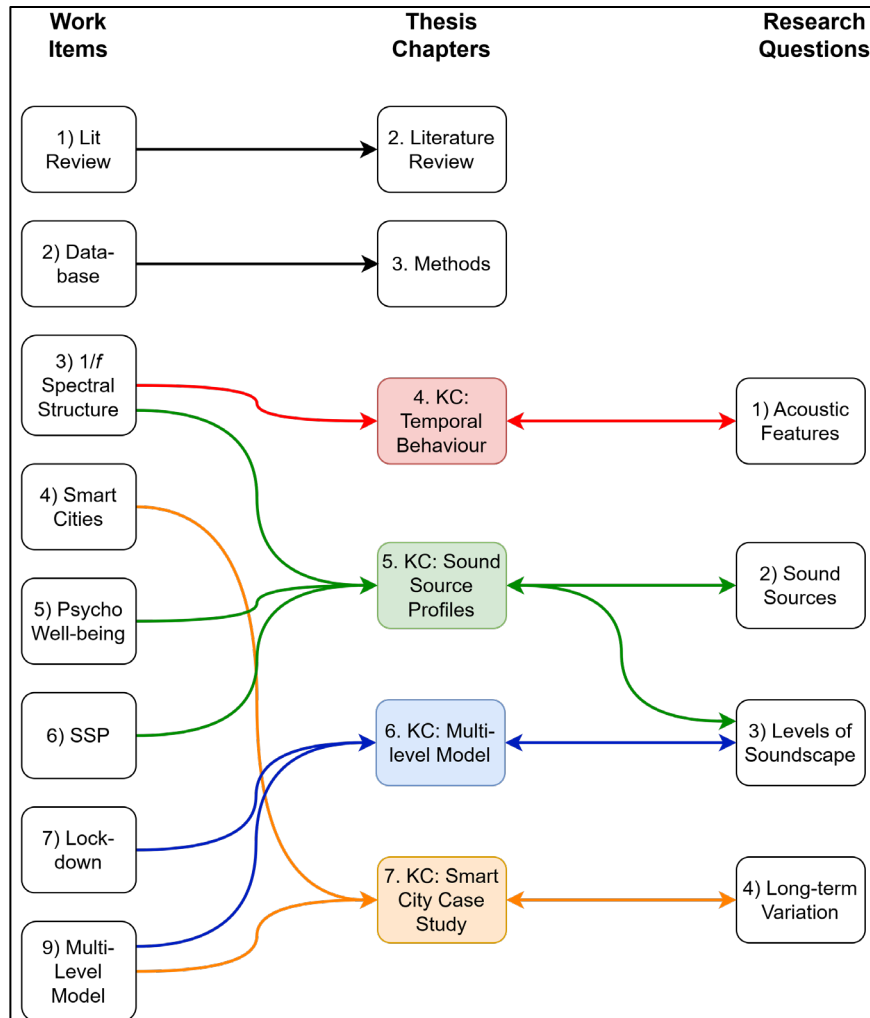 Work
Items
Thesis
Chapters
Research
Questions
1) Lit
Review
2. Literature
Review
2) Data-
base
3. Methods
3) 1/f
Spectral
Structure
4. KC:
Temporal
Behaviour
1) Acoustic
Features
4) Smart
Cities
5. KC: Sound
Source
Profiles
2) Sound
Sources
5) Psycho
Well-being
6) SSP
6. KC: Multi-
level Model
3) Levels of
Soundscape
7) Lock-
down
7. KC: Smart
City Case
Study
4) Long-term
Variation
9) Multi-
Level
Model